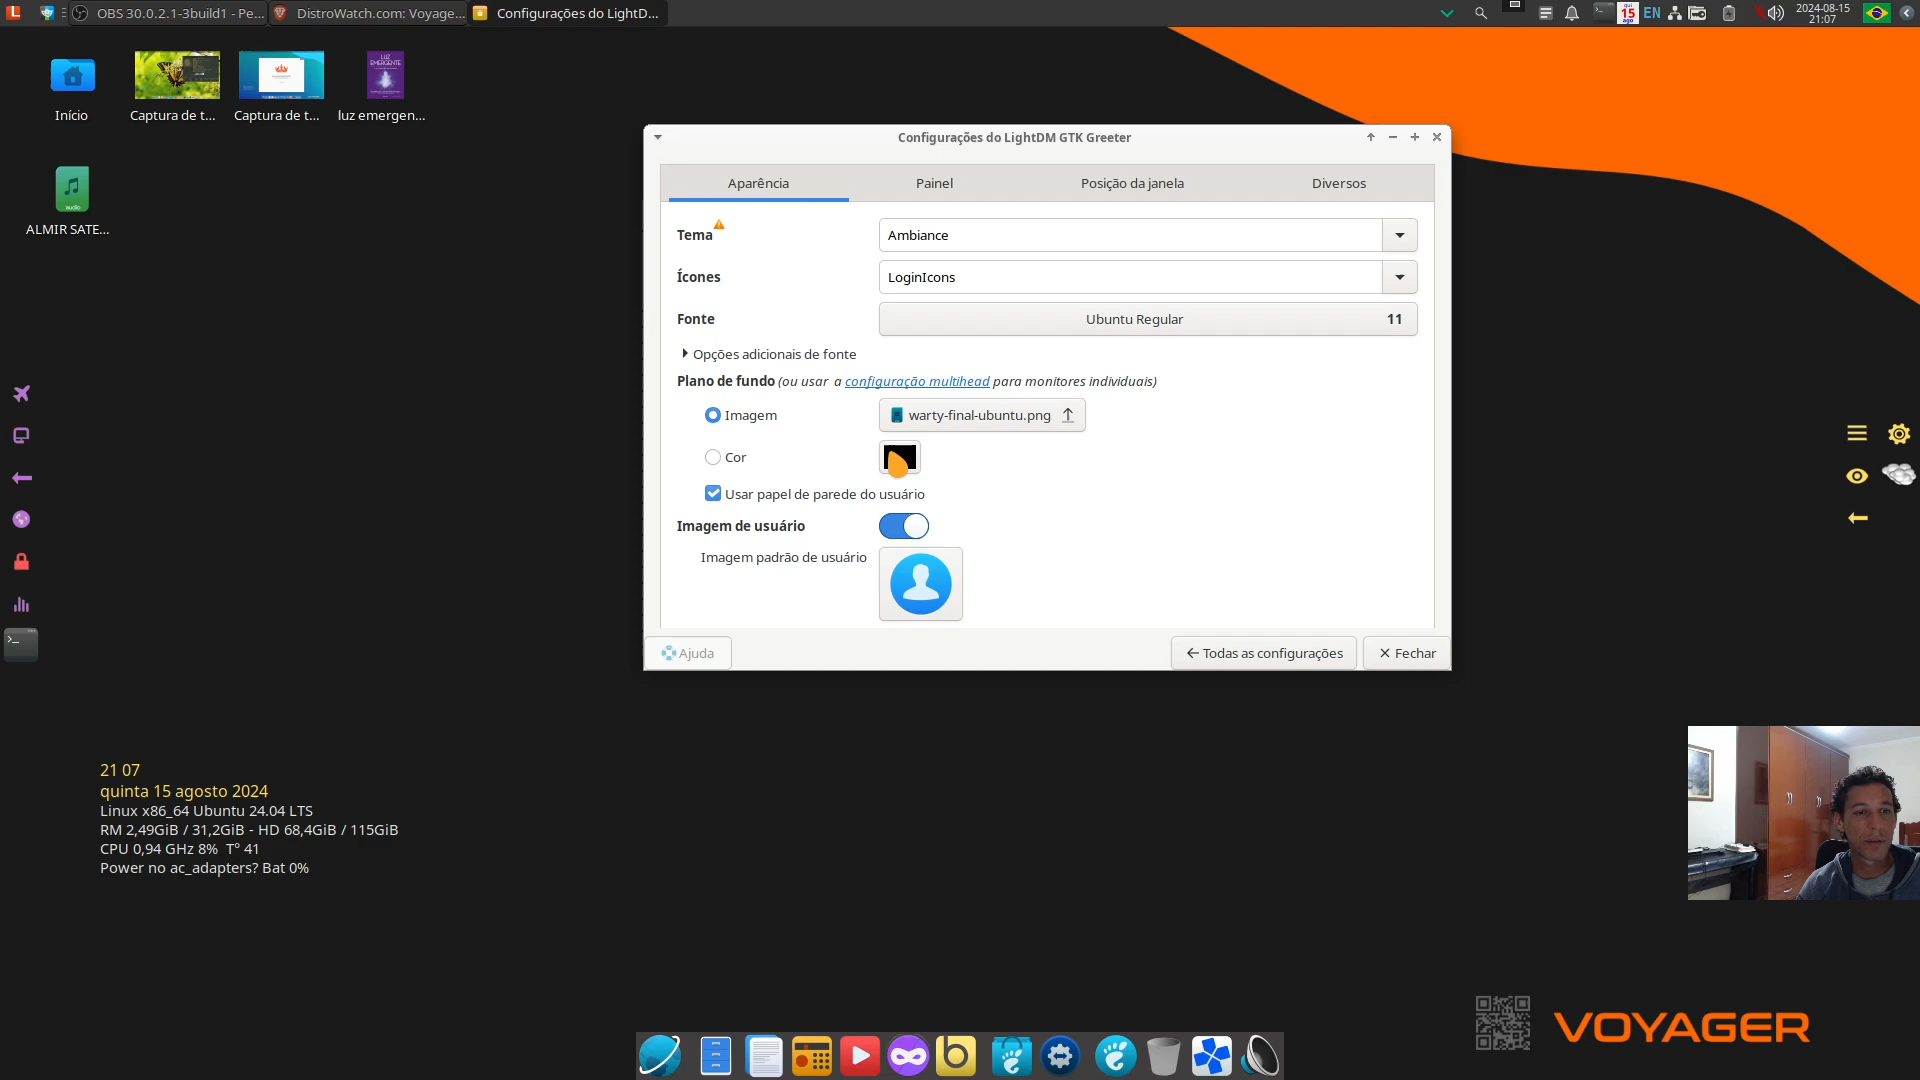 OBS 30.0.2.1-3build1 - Pe...
DistroWatch.com: Voyage...
Configurações do LightD...
qui
15
ago
EN
2024-08-15
21:07
Início
Captura de t...
Captura de t...
LUZ
EMERGENTE
luz emergen...
audio
ALMIR SATE...
Configurações do LightDM GTK Greeter
Aparência
Painel
Posição da janela
Diversos
Tema
Ambiance
Ícones
LoginIcons
Fonte
Ubuntu Regular
11
Opções adicionais de fonte
Plano de fundo (ou usar a configuração multihead para monitores individuais)
Imagem
warty-final-ubuntu.png
Cor
Usar papel de parede do usuário
Imagem de usuário
Imagem padrão de usuário
Ajuda
Todas as configurações
Fechar
21 07
quinta 15 agosto 2024
Linux x86_64 Ubuntu 24.04 LTS
RM 2,49GiB / 31,2GiB - HD 68,4GiB / 115GiB
CPU 0,94 GHz 8% T° 41
Power no ac_adapters? Bat 0%
VOYAGER